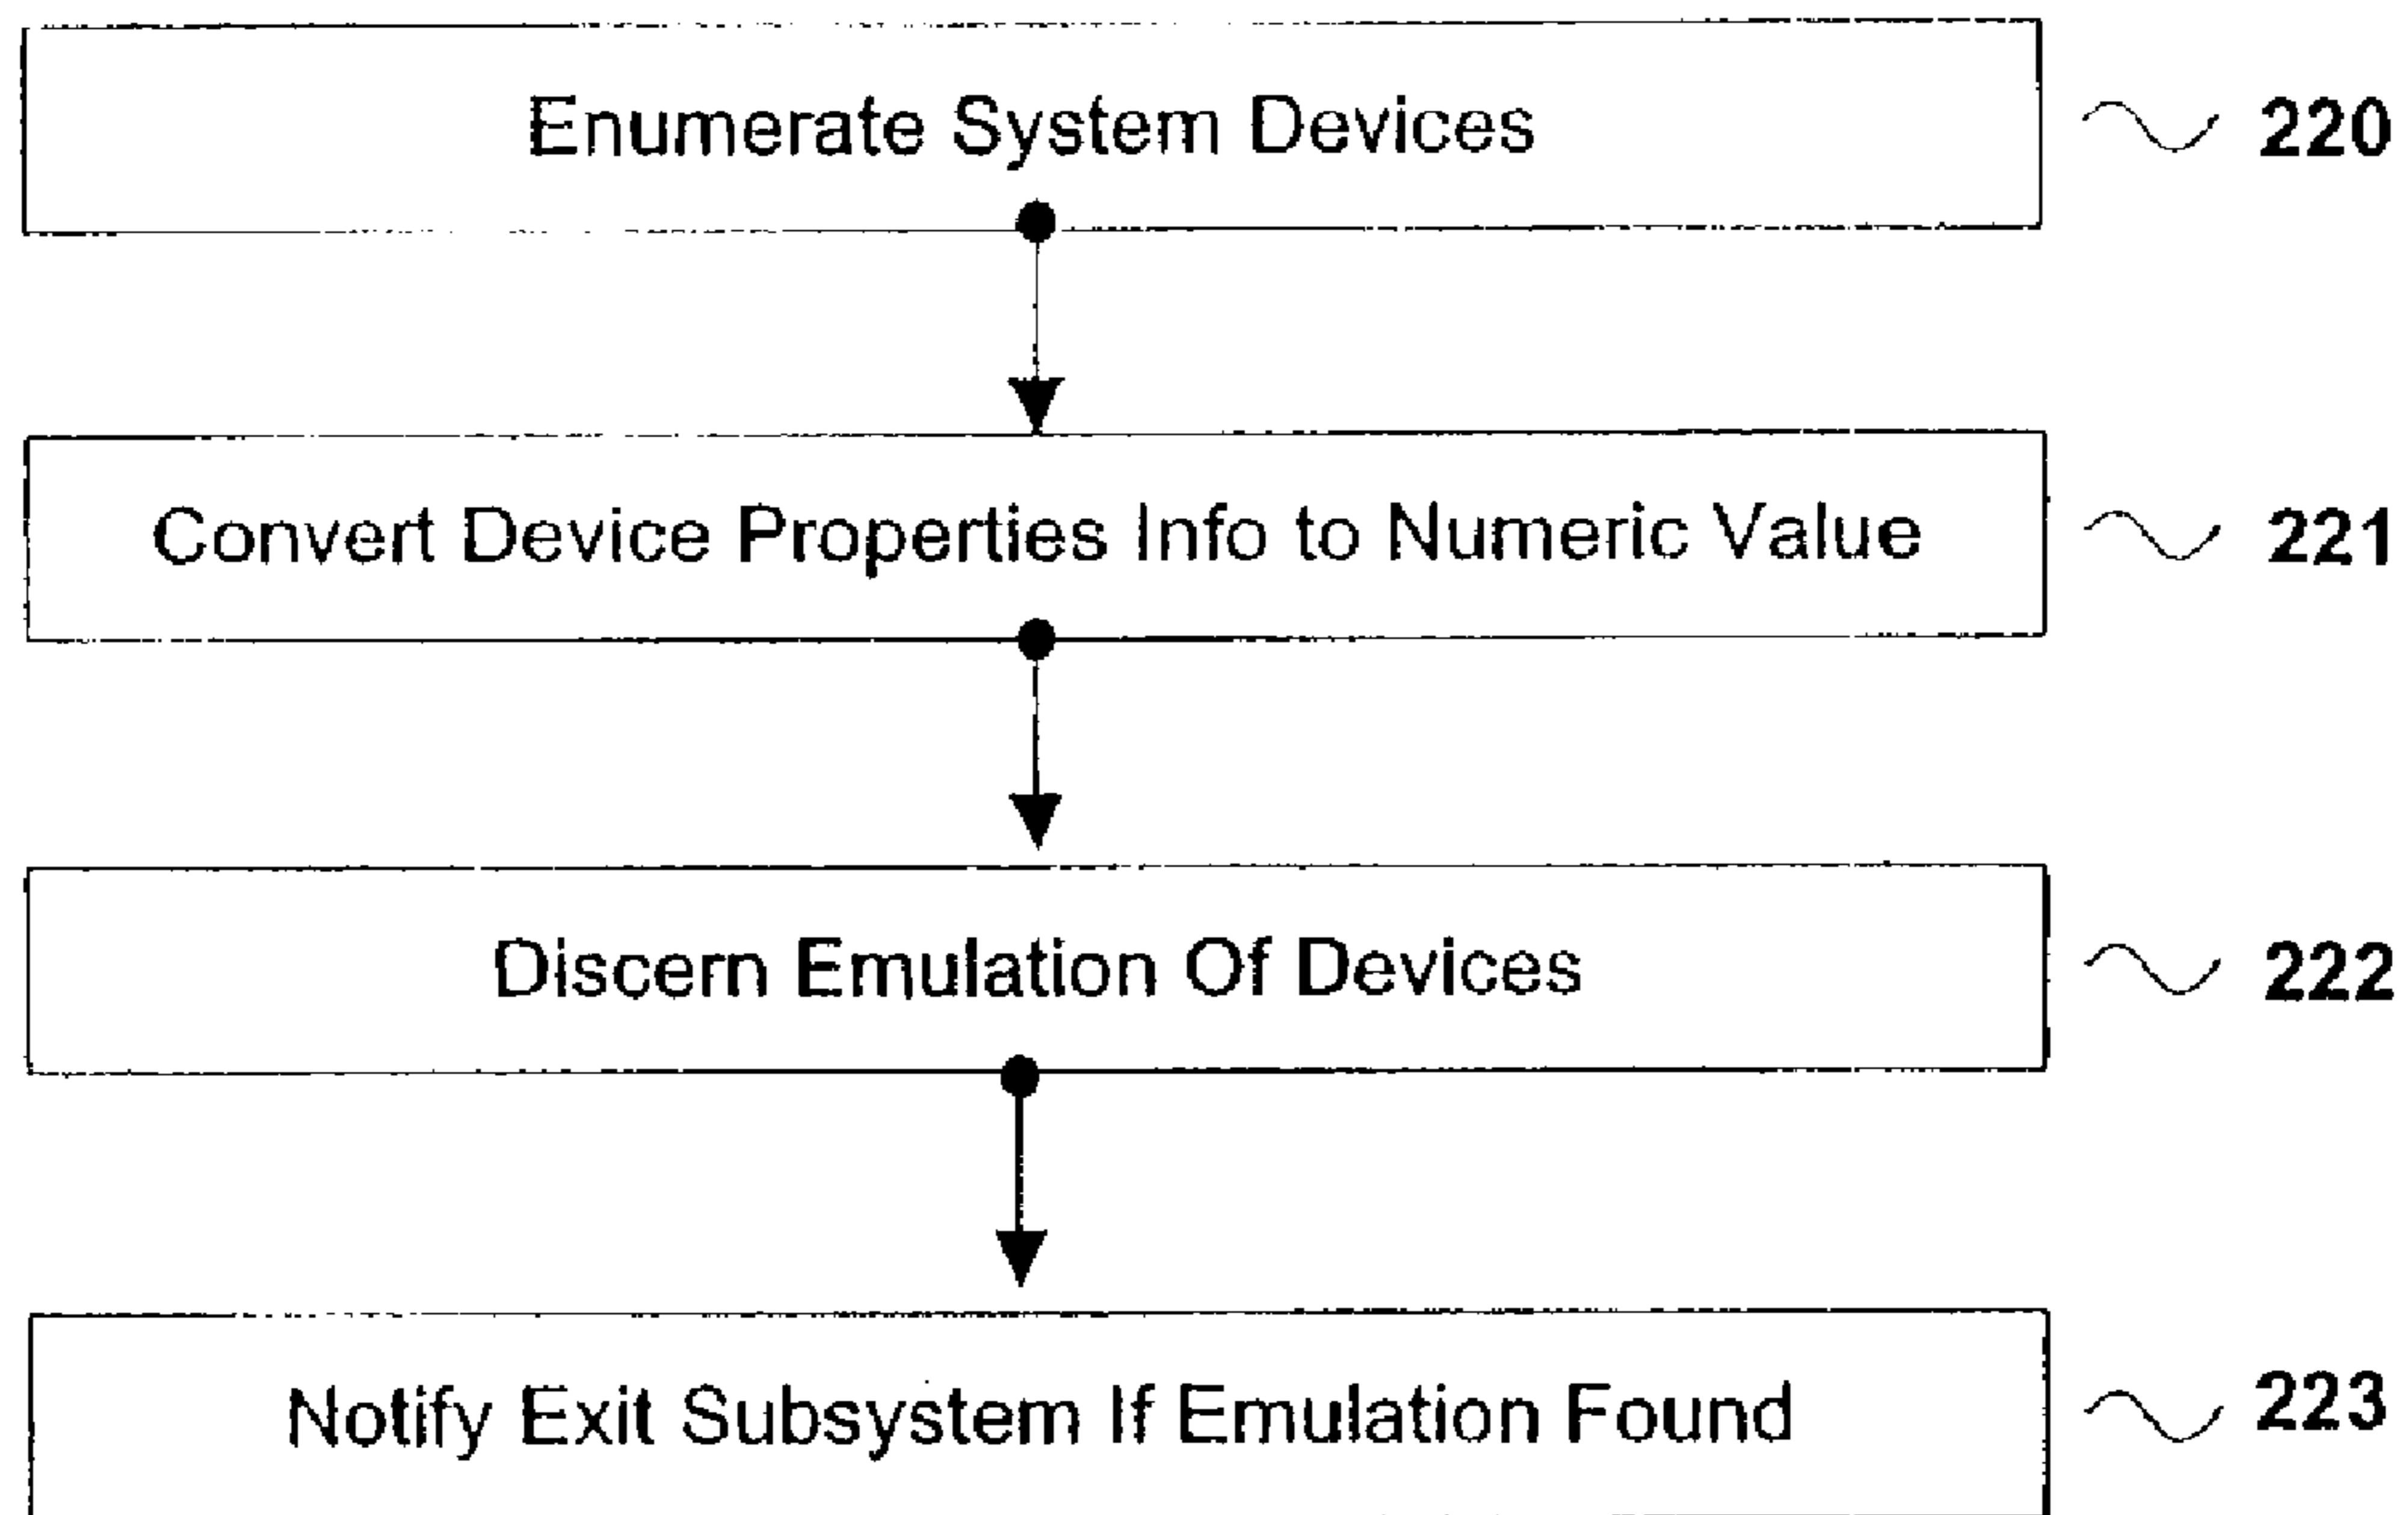 Enumerate System Devices 220
Convert Device Properties Info to Numeric Value 221
Discern Emulation Of Devices 222
Notify Exit Subsystem If Emulation Found 223